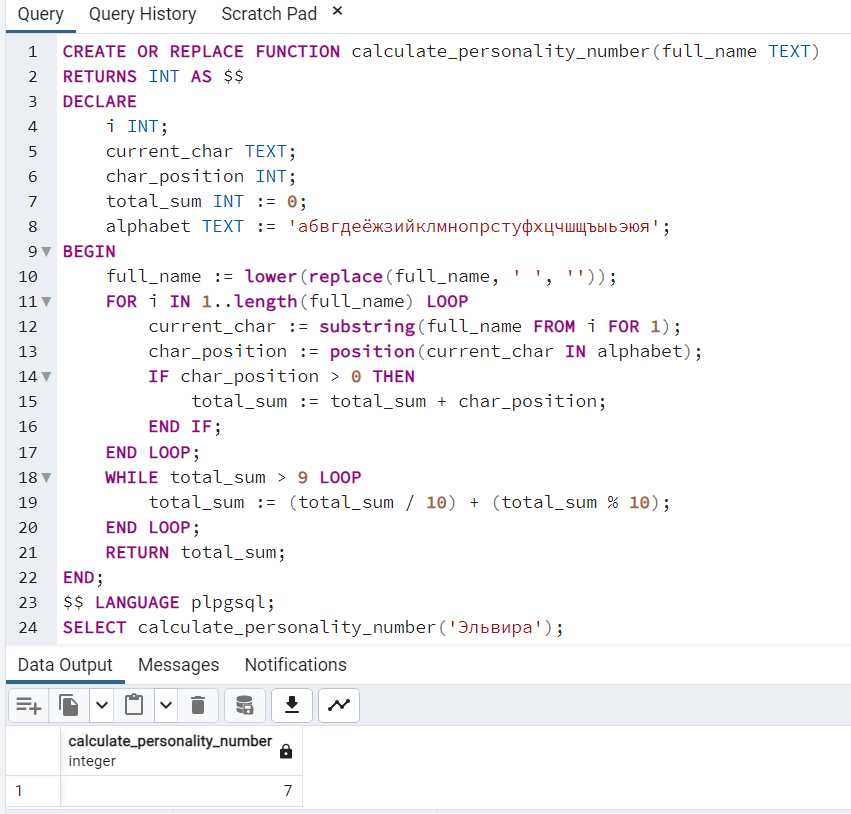 Query Query History Scratch Pad ×
1 CREATE OR REPLACE FUNCTION calculate_personality_number(full_name TEXT)
2 RETURNS INT AS $$
3 DECLARE
4 i INT;
5 current_char TEXT;
6 char_position INT;
7 total_sum INT := 0;
8 alphabet TEXT := 'абвгдеёжзийклмнопрстуфхцчшщъыьэюя';
9 BEGIN
10 full_name := lower(replace(full_name, ' ', ''));
11 FOR i IN 1..length(full_name) LOOP
12 current_char := substring(full_name FROM i FOR 1);
13 char_position := position(current_char IN alphabet);
14 IF char_position > 0 THEN
15 total_sum := total_sum + char_position;
16 END IF;
17 END LOOP;
18 WHILE total_sum > 9 LOOP
19 total_sum := (total_sum / 10) + (total_sum % 10);
20 END LOOP;
21 RETURN total_sum;
22 END;
23 $$ LANGUAGE plpgsql;
24 SELECT calculate_personality_number('Эльвира');
Data Output Messages Notifications
calculate_personality_number
integer
1 7